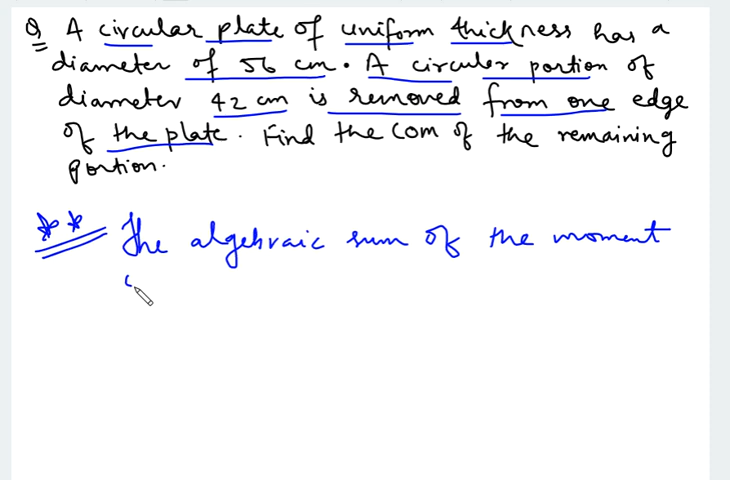 Q A circular plate of uniform thickness has a
diameter of 56 cm. A circular portion of
diameter 42 cm is removed from one edge
of the plate. Find the COM of the remaining
portion.
** The algebraic sum of the moment